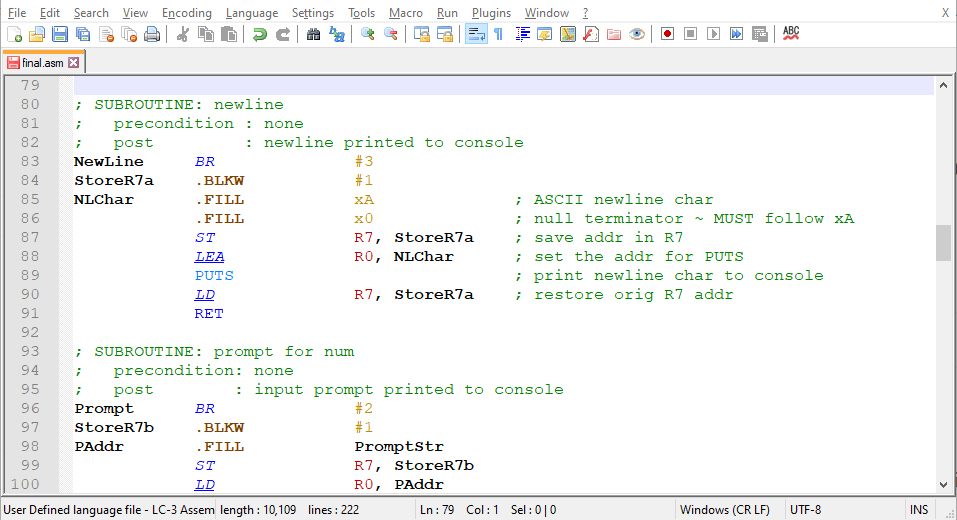 File Edit Search View Encoding Language Settings Tools Macro Run Plugins Window ? X
ABC
final.asm
79
80 ; SUBROUTINE: newline
81 ;   precondition : none
82 ;   post         : newline printed to console
83 NewLine     BR              #3
84 StoreR7a    .BLKW           #1
85 NLChar      .FILL           xA              ; ASCII newline char
86             .FILL           x0              ; null terminator ~ MUST follow xA
87             ST              R7, StoreR7a    ; save addr in R7
88             LEA             R0, NLChar      ; set the addr for PUTS
89             PUTS                            ; print newline char to console
90             LD              R7, StoreR7a    ; restore orig R7 addr
91             RET
92
93 ; SUBROUTINE: prompt for num
94 ;   precondition: none
95 ;   post        : input prompt printed to console
96 Prompt      BR              #2
97 StoreR7b    .BLKW           #1
98 PAddr       .FILL           PromptStr
99             ST              R7, StoreR7b
100            LD              R0, PAddr
User Defined language file - LC-3 Assem length : 10,109 lines : 222 Ln : 79 Col : 1 Sel : 0 | 0 Windows (CR LF) UTF-8 INS